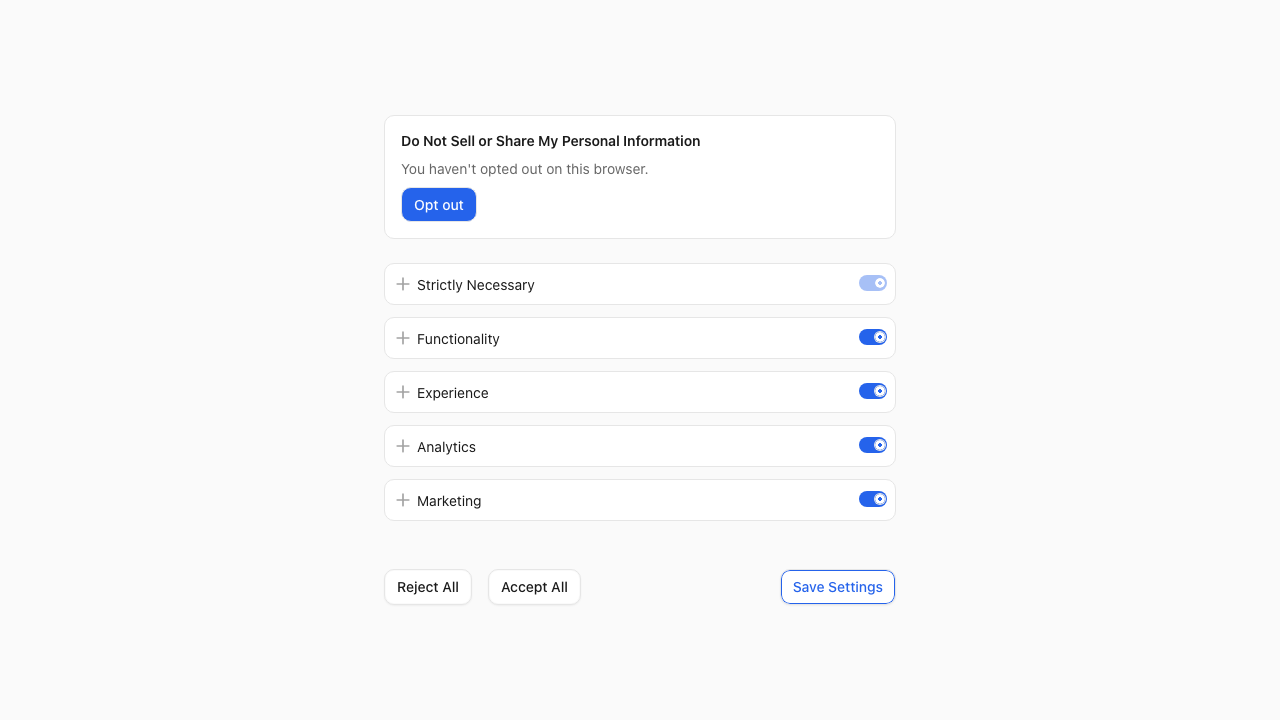 Do Not Sell or Share My Personal Information
You haven't opted out on this browser.
Opt out
Strictly Necessary
Functionality
Experience
Analytics
Marketing
Reject All
Accept All
Save Settings